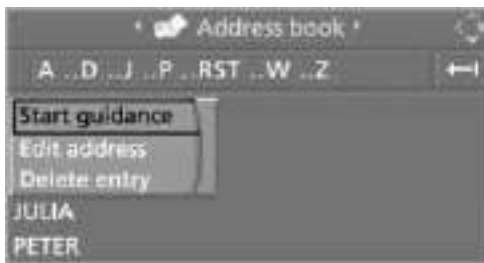 Address book
A ..D ..J ..P ..RST ..W ..Z
Start guidance
Edit address
Delete entry
JULIA
PETER